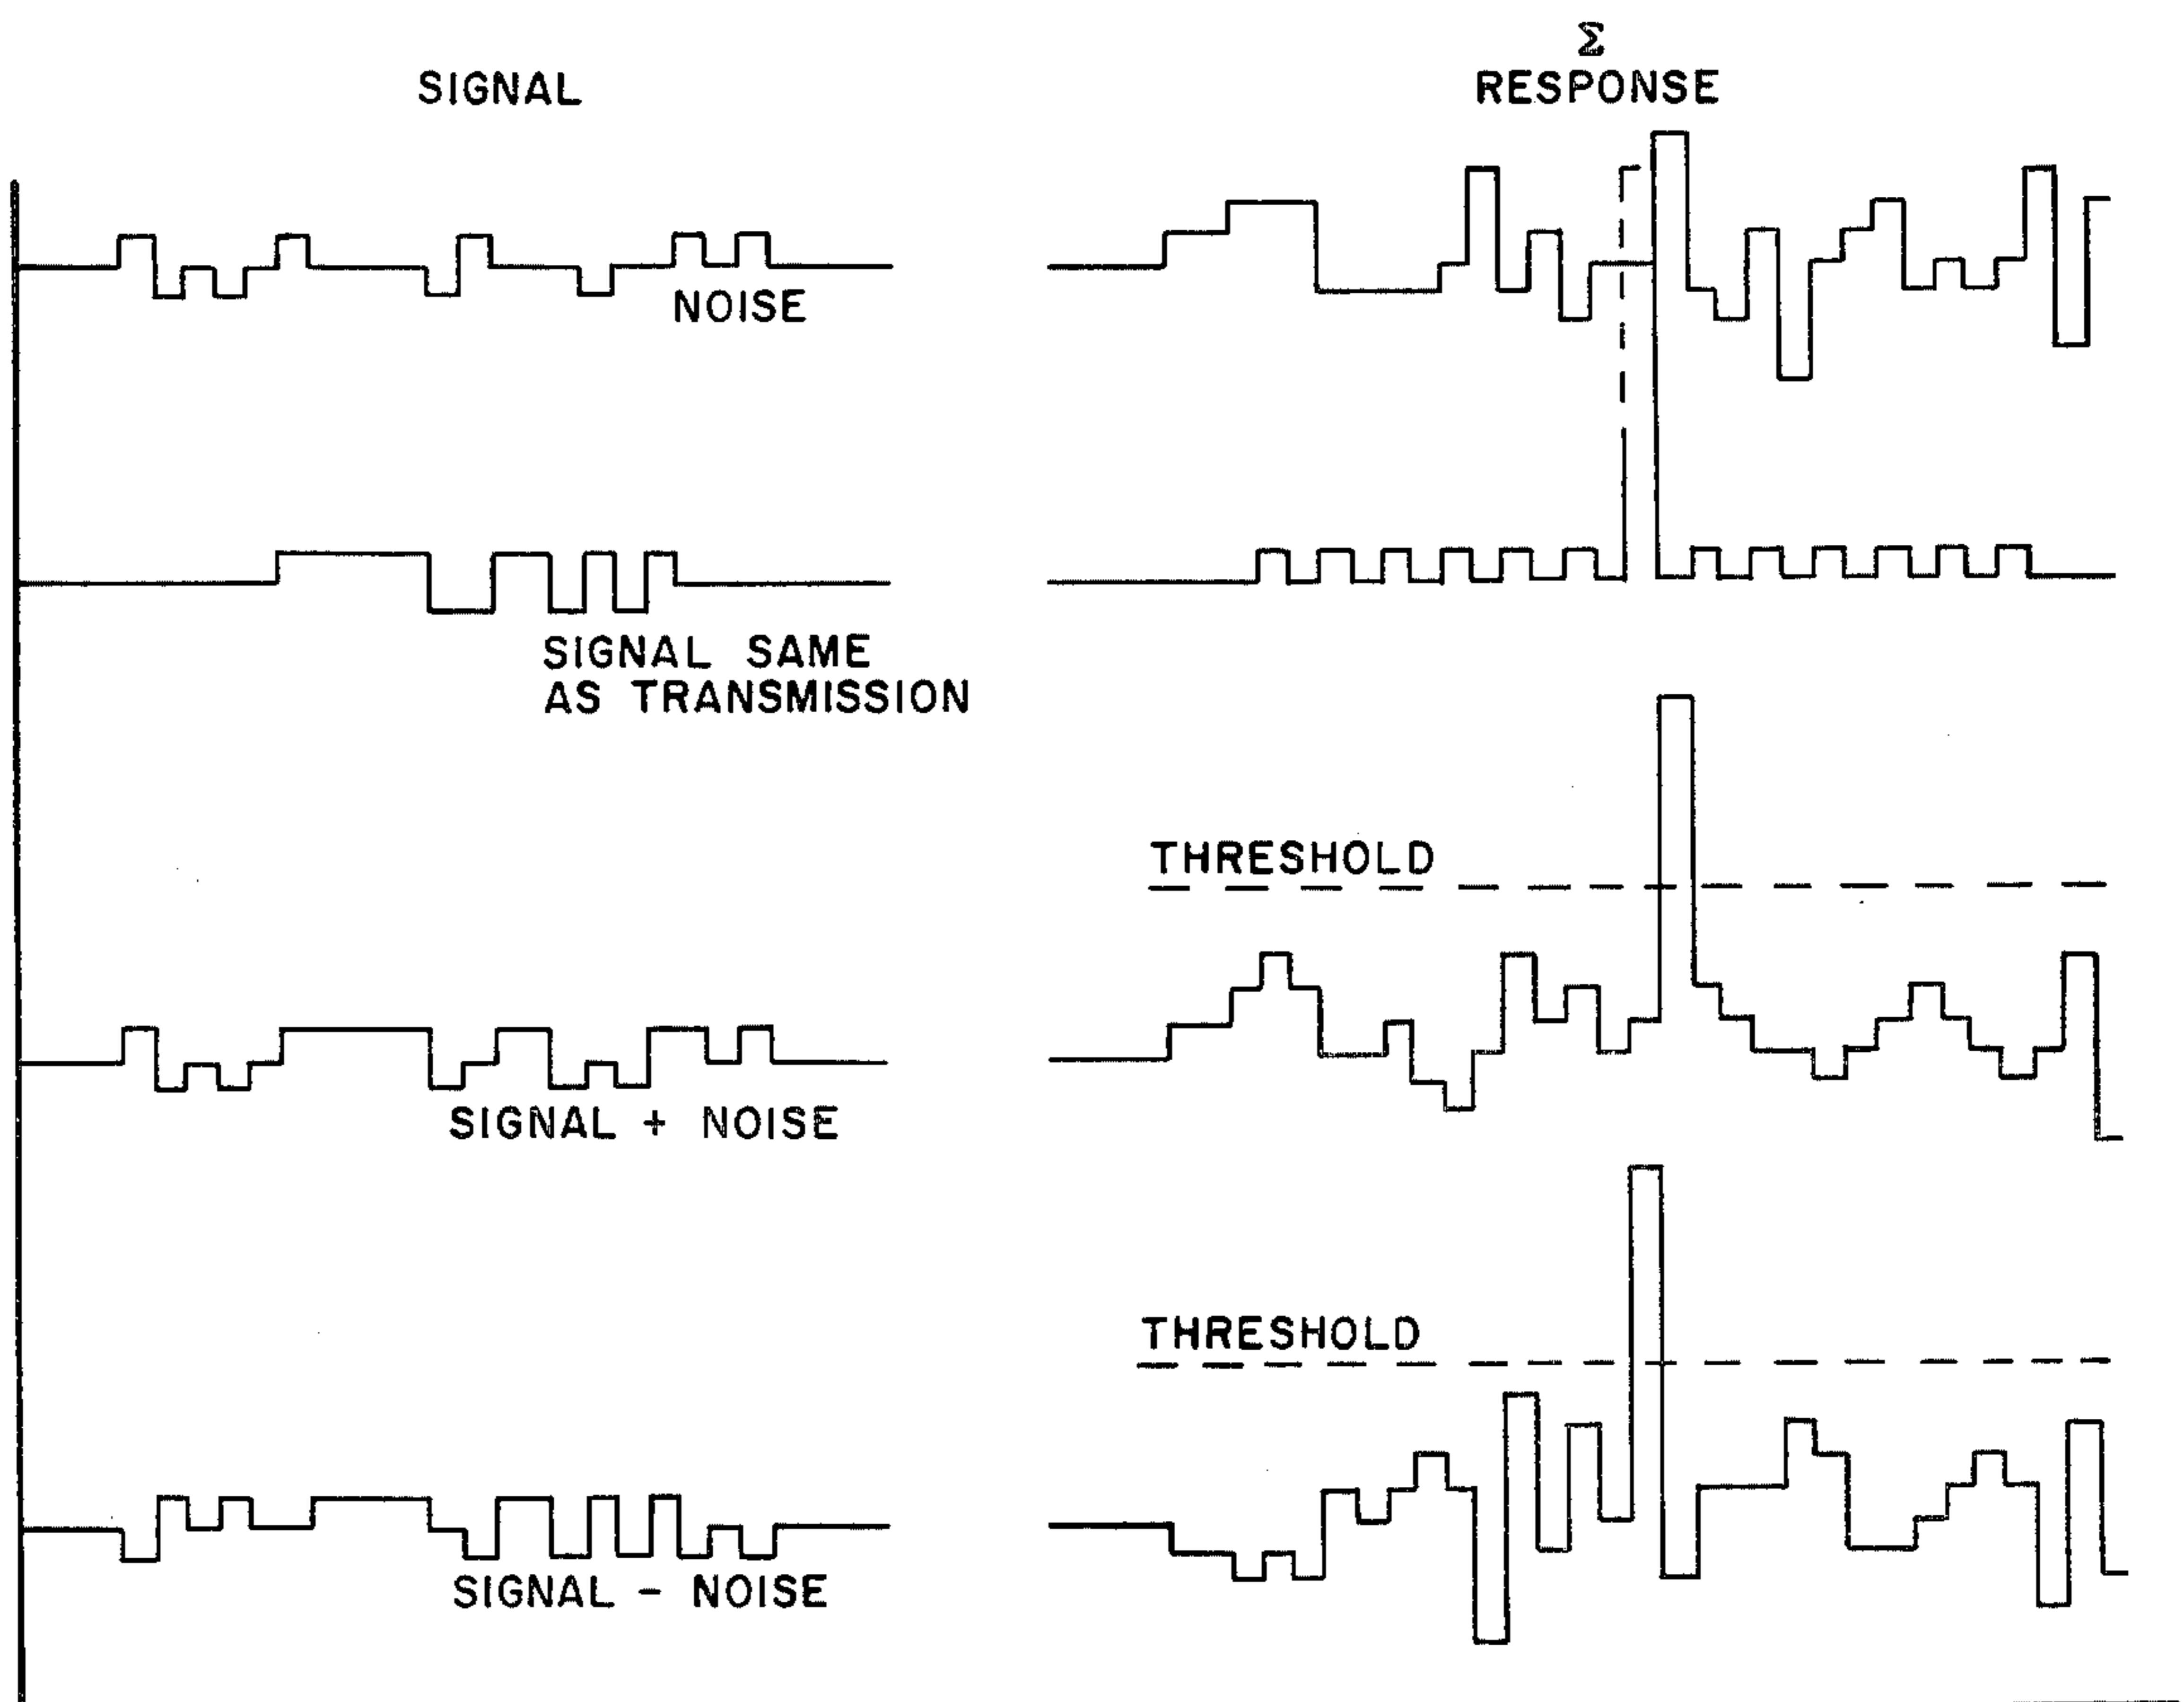 SIGNAL
Σ
RESPONSE
NOISE
SIGNAL SAME
AS TRANSMISSION
THRESHOLD
SIGNAL + NOISE
THRESHOLD
SIGNAL - NOISE